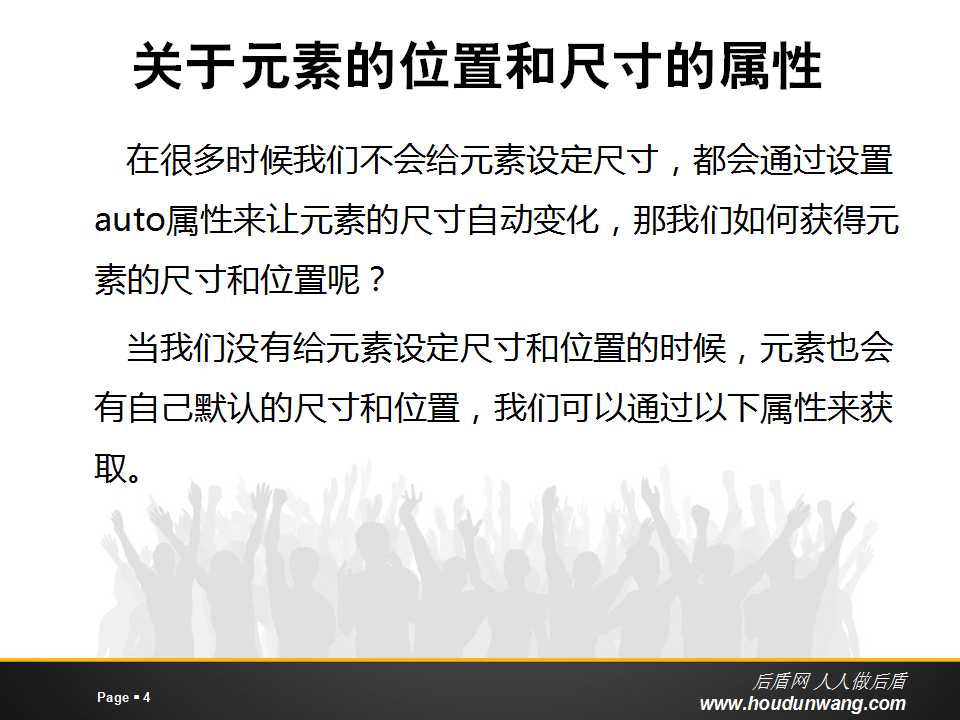 关于元素的位置和尺寸的属性
在很多时候我们不会给元素设定尺寸，都会通过设置
auto属性来让元素的尺寸自动变化，那我们如何获得元
素的尺寸和位置呢？
当我们没有给元素设定尺寸和位置的时候，元素也会
有自己默认的尺寸和位置，我们可以通过以下属性来获
取。
后盾网 人人做后盾
Page ▪ 4
www.houdunwang.com